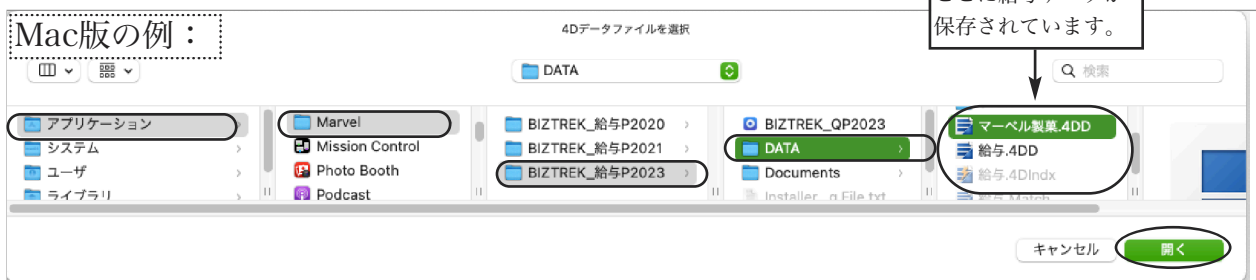 Mac版の例：
4Dデータファイルを選択
保存されています。
DATA
検索
アプリケーション
システム
ユーザ
ライブラリ
Marvel
Mission Control
Photo Booth
Podcast
BIZTREK_給与P2020
BIZTREK_給与P2021
BIZTREK_給与P2023
BIZTREK_QP2023
DATA
Documents
マーベル製菓.4DD
給与.4DD
給与.4DIndx
キャンセル
開く